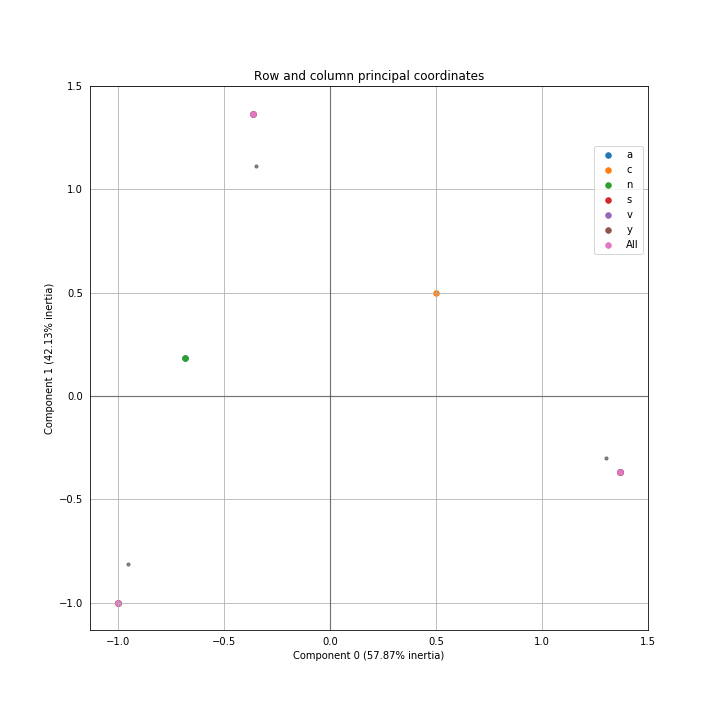 Row and column principal coordinates
1.5
1.0
0.5
0.0
−0.5
−1.0
Component 1 (42.13% inertia)
a
c
n
s
v
y
All
−1.0 −0.5 0.0 0.5 1.0 1.5
Component 0 (57.87% inertia)